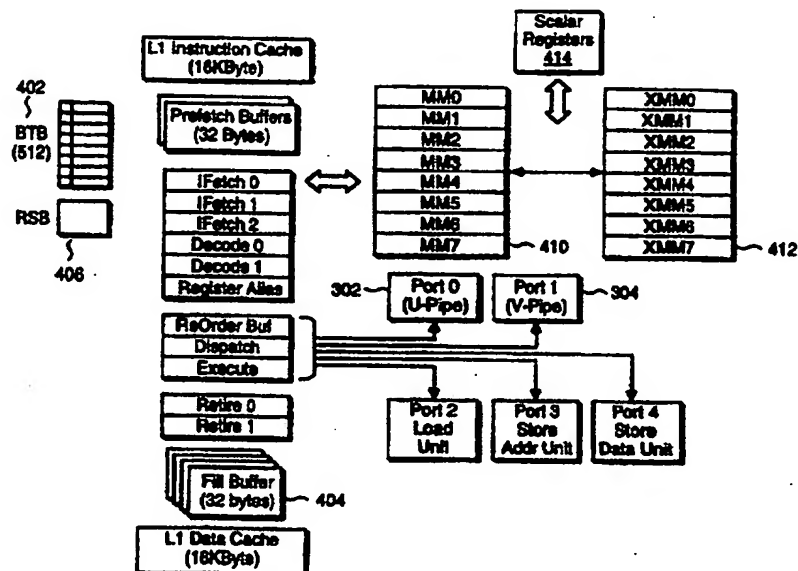 Scalar
Registers
414
L1 Instruction Cache
(16KByte)
402
BTB
(512)
Prefetch Buffers
(32 Bytes)
MM0
MM1
MM2
MM3
MM4
MM5
MM6
MM7
410
XMM0
XMM1
XMM2
XMM3
XMM4
XMM5
XMM6
XMM7
412
IFetch 0
IFetch 1
IFetch 2
Decode 0
Decode 1
Register Alias
RSB
406
302
Port 0
(U-Pipe)
Port 1
(V-Pipe)
304
ReOrder Buf
Dispatch
Execute
Retire 0
Retire 1
Port 2
Load
Unit
Port 3
Store
Addr Unit
Port 4
Store
Data Unit
Fill Buffer
(32 bytes)
404
L1 Data Cache
(16KByte)